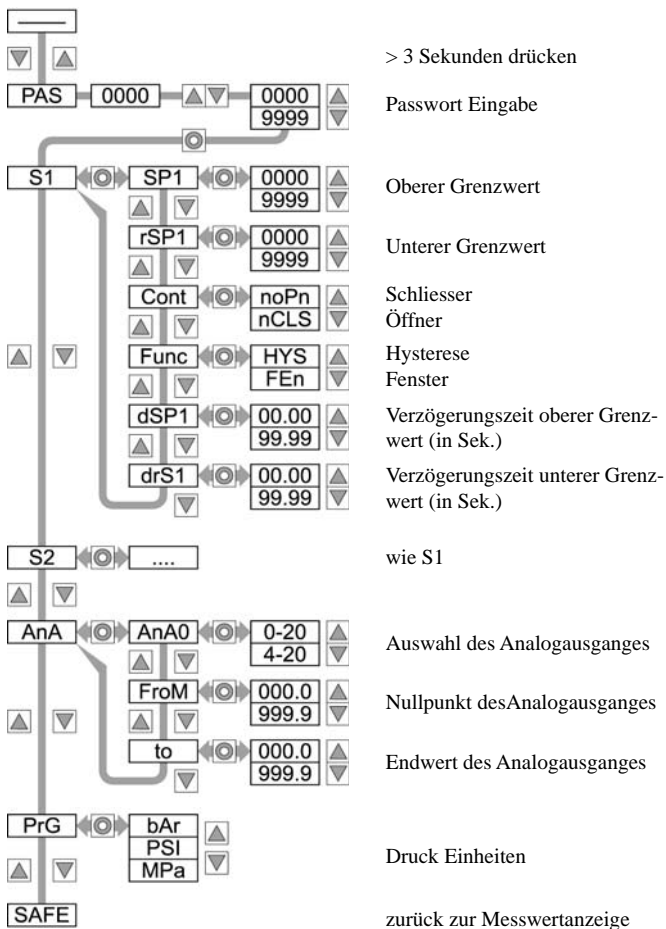 > 3 Sekunden drücken
PAS 0000 0000
9999
Passwort Eingabe
S1 SP1 0000
9999
Oberer Grenzwert
rSP1 0000
9999
Unterer Grenzwert
Cont noPn
nCLS
Schliesser
Öffner
Func HYS
FEn
Hysterese
Fenster
dSP1 00.00
99.99
Verzögerungszeit oberer Grenz-
wert (in Sek.)
drS1 00.00
99.99
Verzögerungszeit unterer Grenz-
wert (in Sek.)
S2 ....
wie S1
AnA AnA0 0-20
4-20
Auswahl des Analogausganges
FroM 000.0
999.9
Nullpunkt desAnalogausganges
to 000.0
999.9
Endwert des Analogausganges
PrG bAr
PSI
MPa
Druck Einheiten
SAFE
zurück zur Messwertanzeige